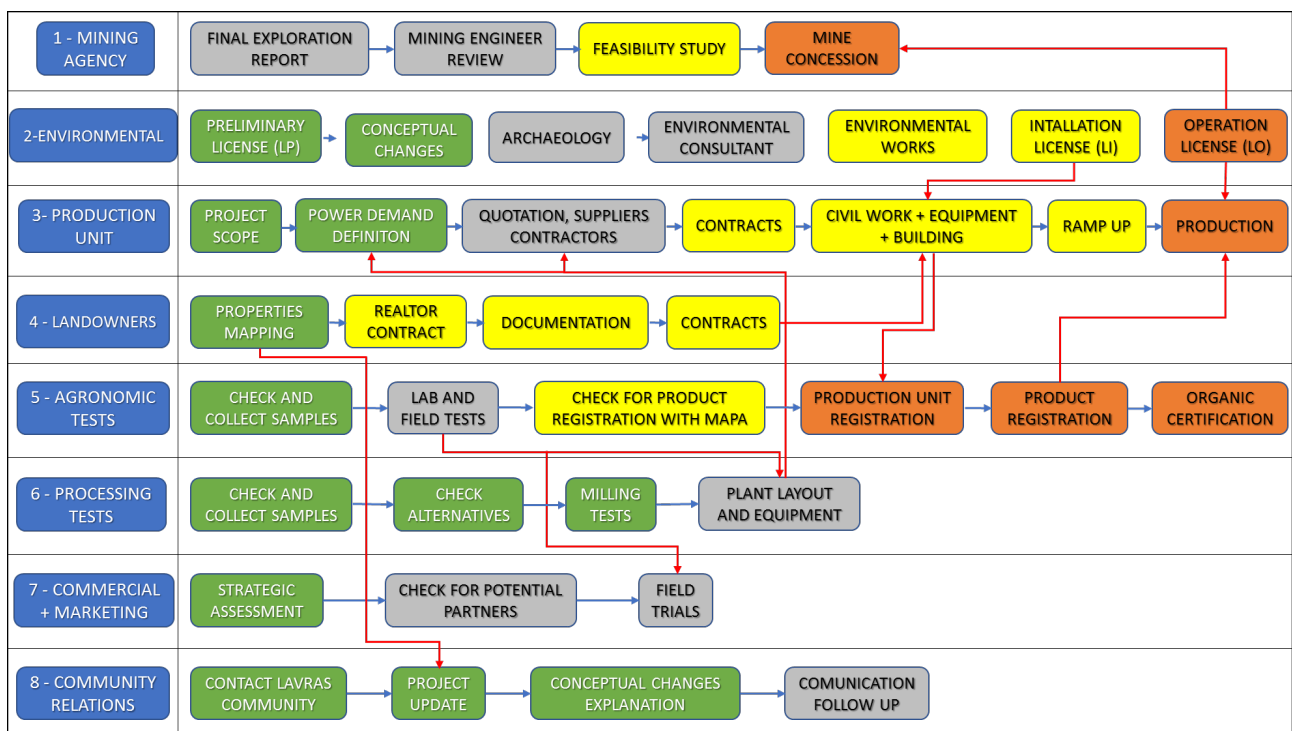 1 - MINING
AGENCY
FINAL EXPLORATION
REPORT
MINING ENGINEER
REVIEW
FEASIBILITY STUDY
MINE
CONCESSION
2-ENVIRONMENTAL
PRELIMINARY
LICENSE (LP)
CONCEPTUAL
CHANGES
ARCHAEOLOGY
ENVIRONMENTAL
CONSULTANT
ENVIRONMENTAL
WORKS
INTALLATION
LICENSE (LI)
OPERATION
LICENSE (LO)
3- PRODUCTION
UNIT
PROJECT
SCOPE
POWER DEMAND
DEFINITON
QUOTATION, SUPPLIERS
CONTRACTORS
CONTRACTS
CIVIL WORK + EQUIPMENT
+ BUILDING
RAMP UP
PRODUCTION
4 - LANDOWNERS
PROPERTIES
MAPPING
REALTOR
CONTRACT
DOCUMENTATION
CONTRACTS
5 - AGRONOMIC
TESTS
CHECK AND
COLLECT SAMPLES
LAB AND
FIELD TESTS
CHECK FOR PRODUCT
REGISTRATION WITH MAPA
PRODUCTION UNIT
REGISTRATION
PRODUCT
REGISTRATION
ORGANIC
CERTIFICATION
6 - PROCESSING
TESTS
CHECK AND
COLLECT SAMPLES
CHECK
ALTERNATIVES
MILLING
TESTS
PLANT LAYOUT
AND EQUIPMENT
7 - COMMERCIAL
+ MARKETING
STRATEGIC
ASSESSMENT
CHECK FOR POTENTIAL
PARTNERS
FIELD
TRIALS
8 - COMMUNITY
RELATIONS
CONTACT LAVRAS
COMMUNITY
PROJECT
UPDATE
CONCEPTUAL CHANGES
EXPLANATION
COMUNICATION
FOLLOW UP